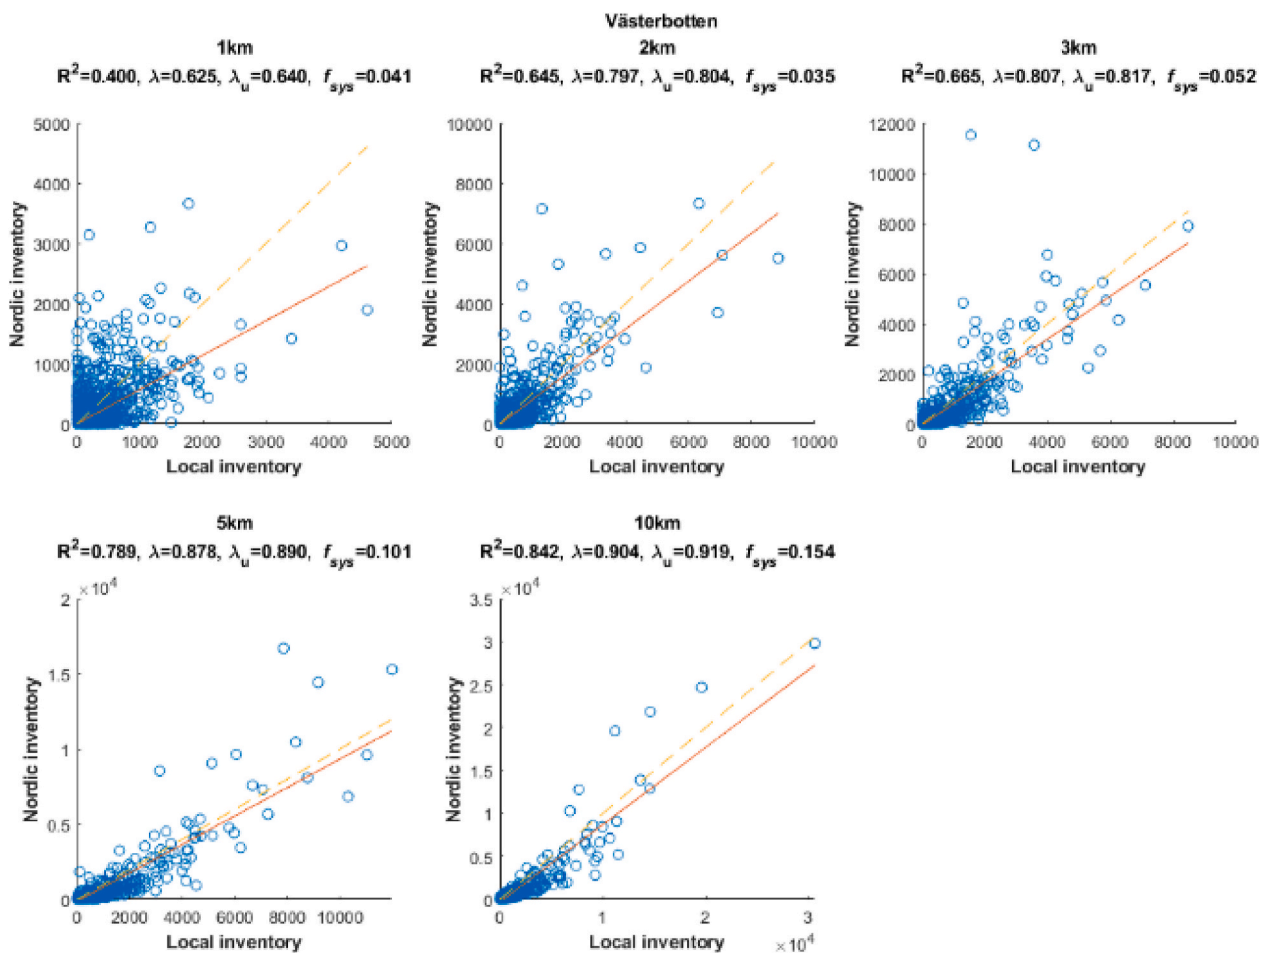 Västerbotten
1km
R²=0.400, λ=0.625, λu=0.640, fsys=0.041
5000
4000
3000
2000
1000
0
Nordic inventory
0 1000 2000 3000 4000 5000
Local inventory
2km
R²=0.645, λ=0.797, λu=0.804, fsys=0.035
10000
8000
6000
4000
2000
0
Nordic inventory
0 2000 4000 6000 8000 10000
Local inventory
3km
R²=0.665, λ=0.807, λu=0.817, fsys=0.052
12000
10000
8000
6000
4000
2000
0
Nordic inventory
0 2000 4000 6000 8000 10000
Local inventory
5km
R²=0.789, λ=0.878, λu=0.890, fsys=0.101
×10⁴
2
1.5
1
0.5
0
Nordic inventory
0 2000 4000 6000 8000 10000
Local inventory
10km
R²=0.842, λ=0.904, λu=0.919, fsys=0.154
×10⁴
3.5
3
2.5
2
1.5
1
0.5
0
Nordic inventory
0 1 2 3
Local inventory
×10⁴